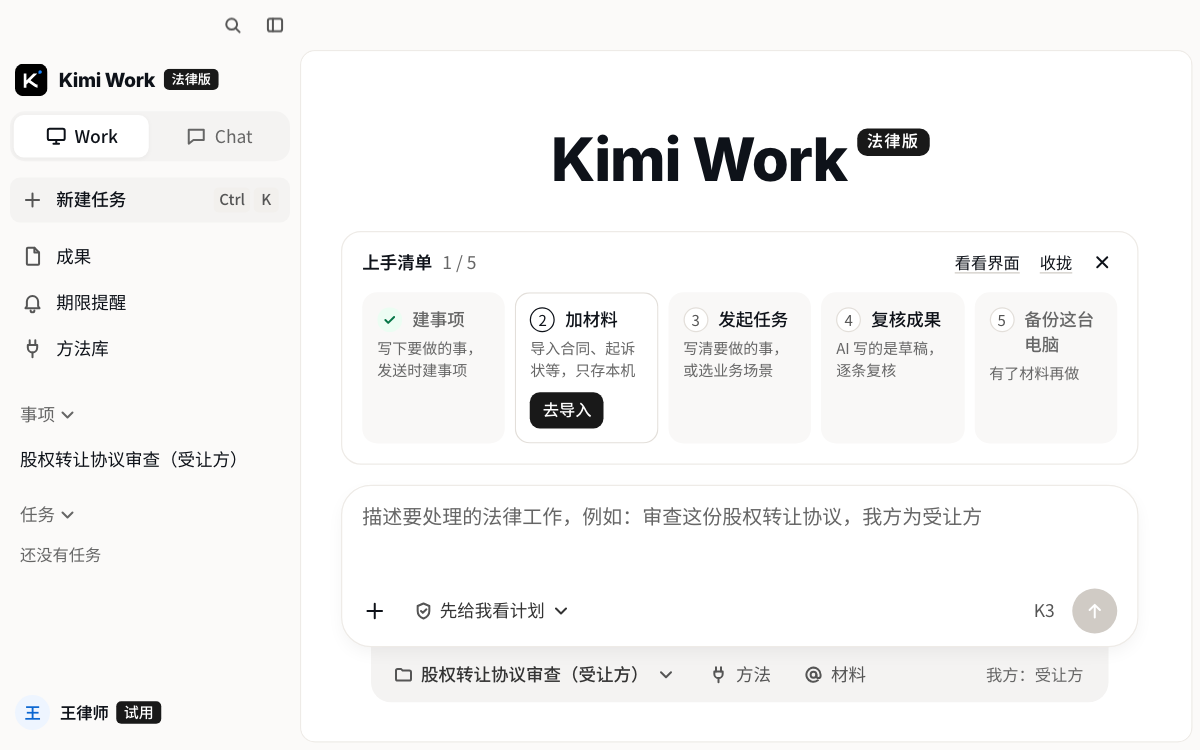 Kimi Work 法律版
Work
Chat
新建任务 Ctrl K
成果
期限提醒
方法库
事项
股权转让协议审查（受让方）
任务
还没有任务
王 王律师 试用
Kimi Work 法律版
上手清单 1 / 5
看看界面 收拢
建事项
写下要做的事，
发送时建事项
2 加材料
导入合同、起诉
状等，只存本机
去导入
3 发起任务
写清要做的事，
或选业务场景
4 复核成果
AI 写的是草稿，
逐条复核
5 备份这台
电脑
有了材料再做
描述要处理的法律工作，例如：审查这份股权转让协议，我方为受让方
先给我看计划
K3
股权转让协议审查（受让方）
方法
材料
我方：受让方